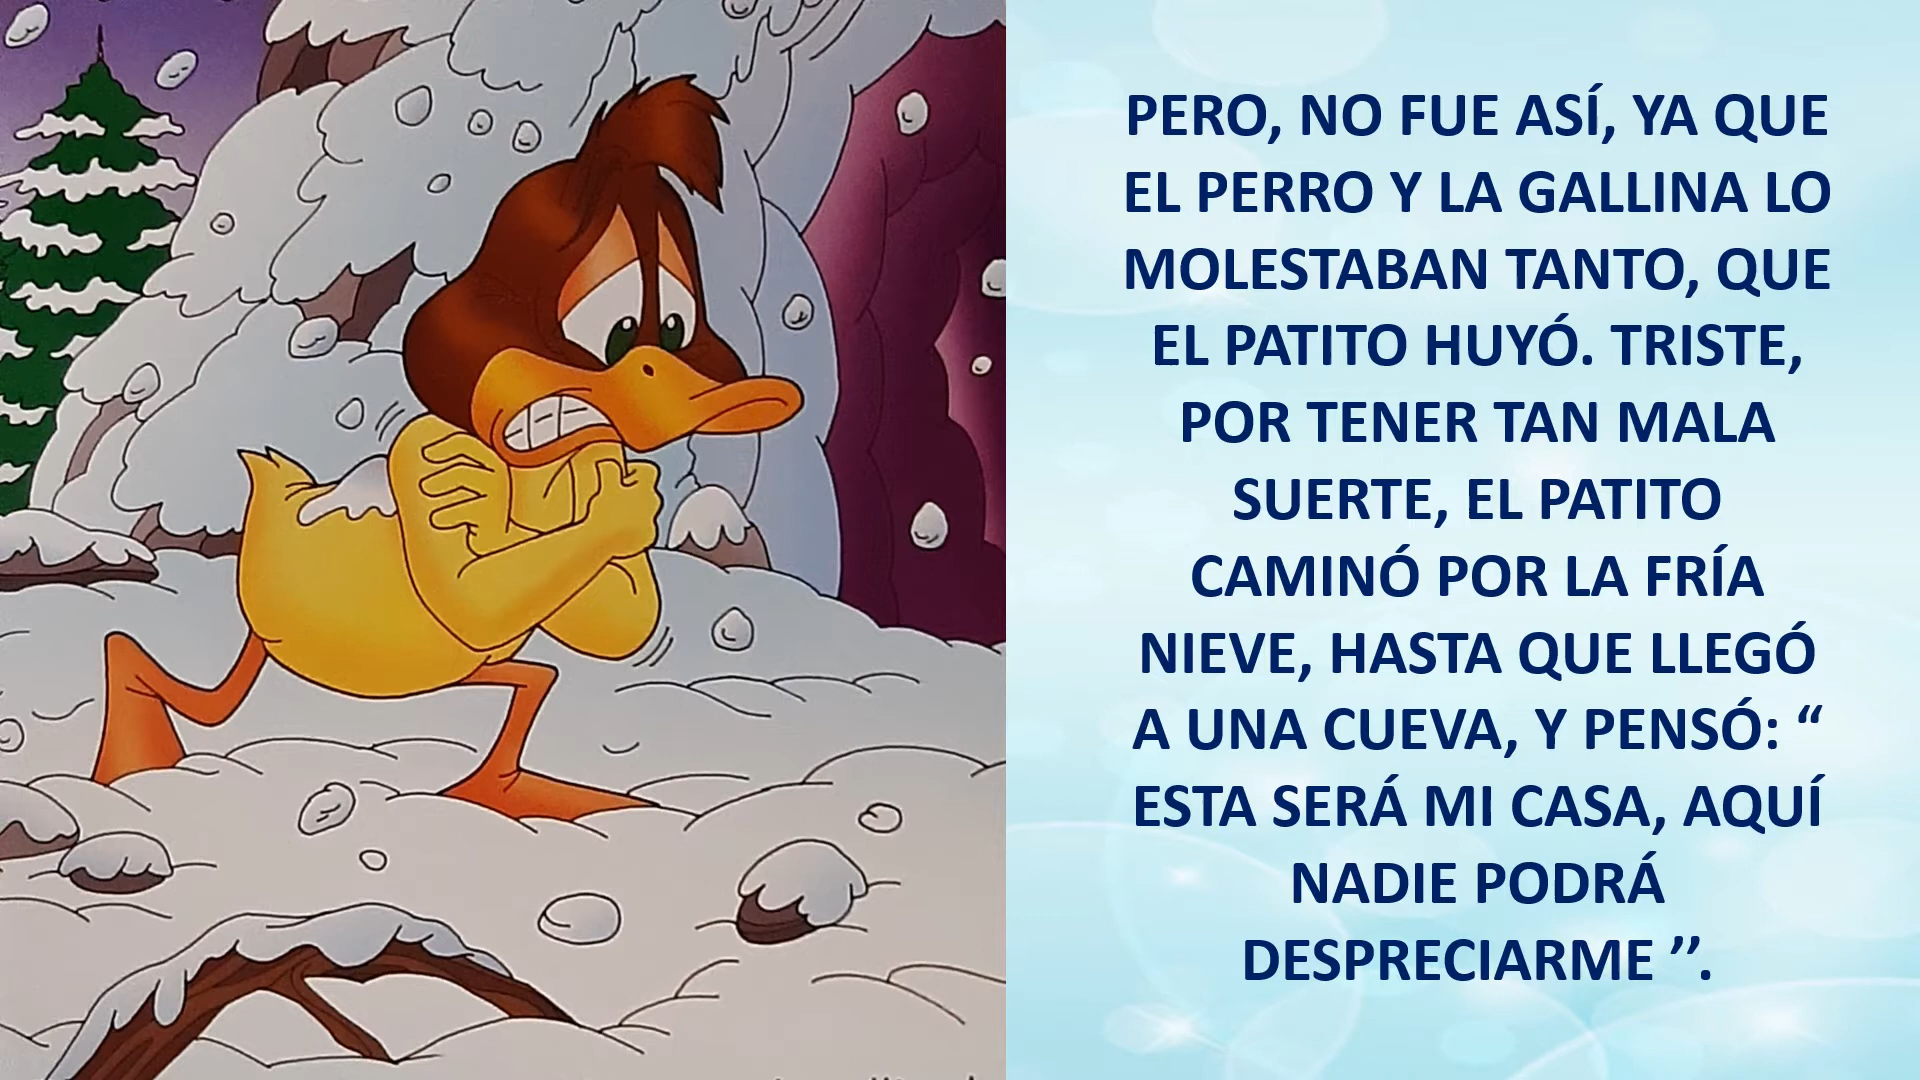 PERO, NO FUE ASÍ, YA QUE
EL PERRO Y LA GALLINA LO
MOLESTABAN TANTO, QUE
EL PATITO HUYÓ. TRISTE,
POR TENER TAN MALA
SUERTE, EL PATITO
CAMINÓ POR LA FRÍA
NIEVE, HASTA QUE LLEGÓ
A UNA CUEVA, Y PENSÓ: “
ESTA SERÁ MI CASA, AQUÍ
NADIE PODRÁ
DESPRECIARME ’’.